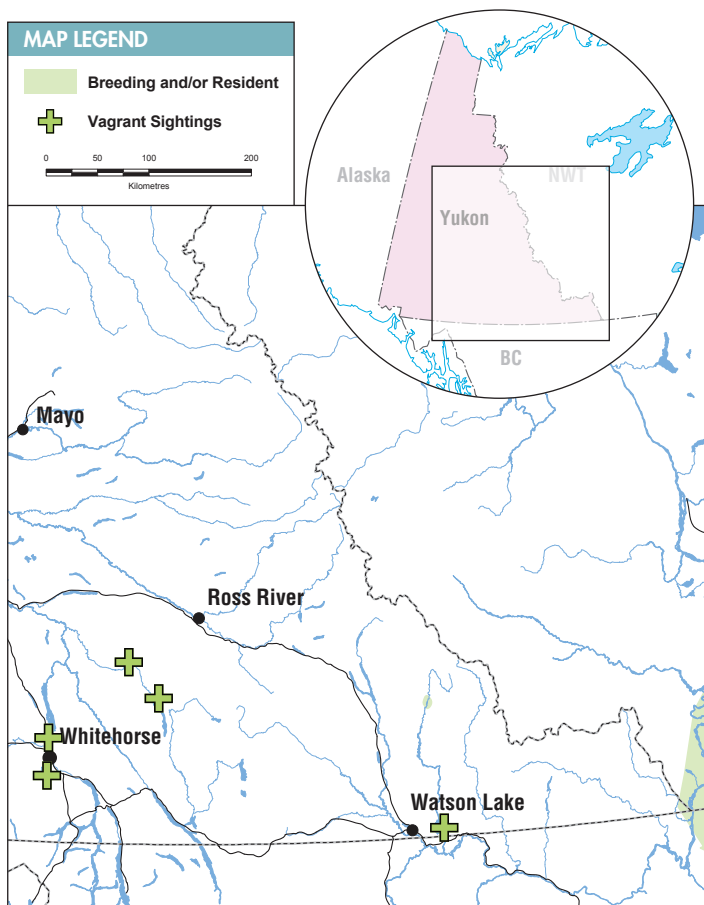 MAP LEGEND
Breeding and/or Resident
Vagrant Sightings
0 50 100 200
Kilometres
Alaska
NWT
Yukon
BC
Mayo
Ross River
Whitehorse
Watson Lake